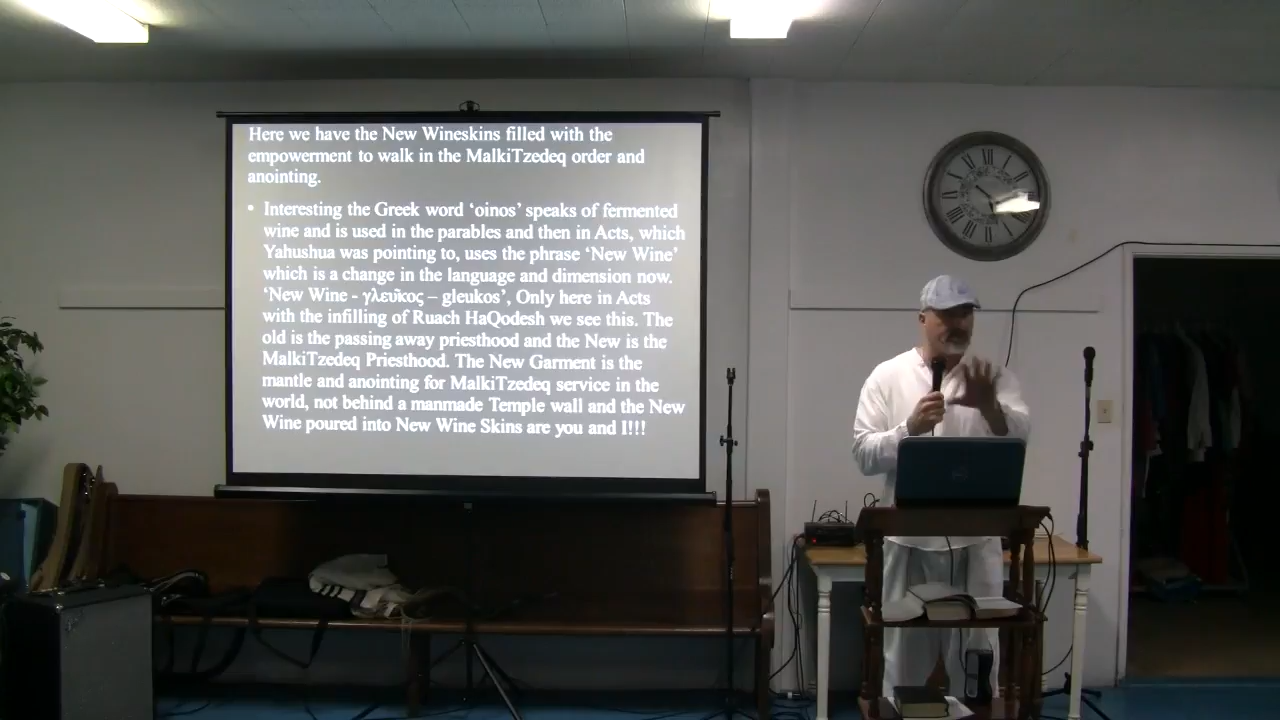 Here we have the New Wineskins filled with the
empowerment to walk in the MalkiTzedeq order and
anointing.
• Interesting the Greek word ‘oinos’ speaks of fermented
wine and is used in the parables and then in Acts, which
Yahushua was pointing to, uses the phrase ‘New Wine’
which is a change in the language and dimension now.
‘New Wine - γλεῦκος – gleukos’, Only here in Acts
with the infilling of Ruach HaQodesh we see this. The
old is the passing away priesthood and the New is the
MalkiTzedeq Priesthood. The New Garment is the
mantle and anointing for MalkiTzedeq service in the
world, not behind a manmade Temple wall and the New
Wine poured into New Wine Skins are you and I!!!